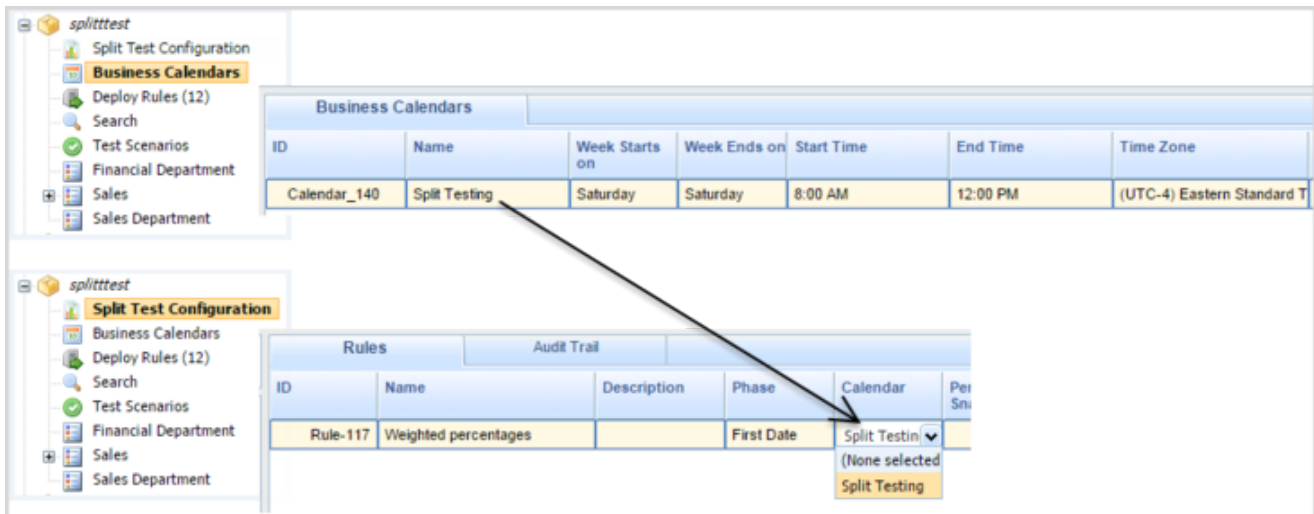 splitttest
Split Test Configuration
Business Calendars
Deploy Rules (12)
Search
Test Scenarios
Financial Department
Sales
Sales Department
Business Calendars
ID Name Week Starts on Week Ends on Start Time End Time Time Zone
Calendar_140 Split Testing Saturday Saturday 8:00 AM 12:00 PM (UTC-4) Eastern Standard T
splitttest
Split Test Configuration
Business Calendars
Deploy Rules (12)
Search
Test Scenarios
Financial Department
Sales
Sales Department
Rules Audit Trail
ID Name Description Phase Calendar
Rule-117 Weighted percentages First Date Split Testin
(None selected
Split Testing